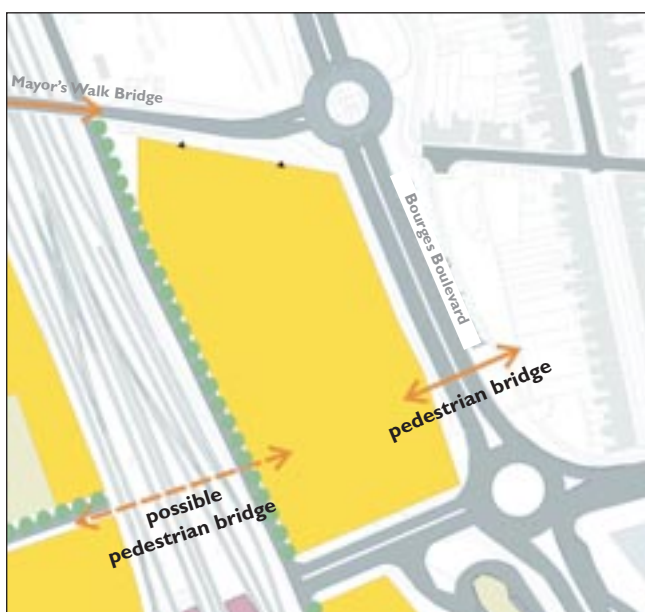 Mayor's Walk Bridge
Bourges Boulevard
pedestrian bridge
possible
pedestrian bridge